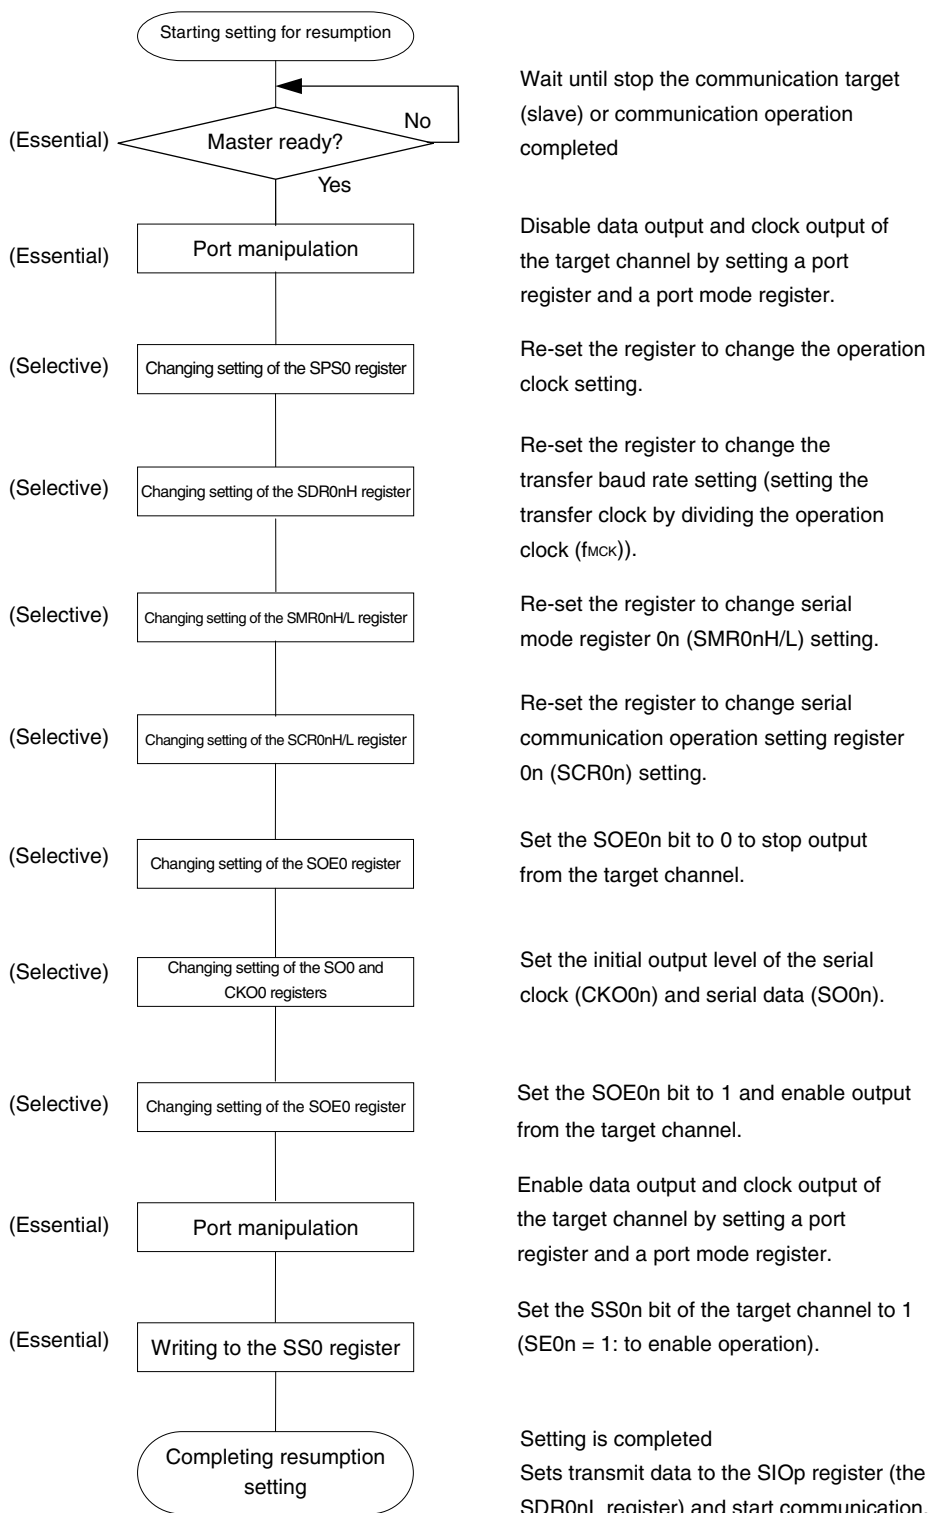 Starting setting for resumption
Wait until stop the communication target
(slave) or communication operation
completed
(Essential)
Master ready?
No
Yes
(Essential)
Port manipulation
Disable data output and clock output of
the target channel by setting a port
register and a port mode register.
(Selective)
Changing setting of the SPS0 register
Re-set the register to change the operation
clock setting.
(Selective)
Changing setting of the SDR0nH register
Re-set the register to change the
transfer baud rate setting (setting the
transfer clock by dividing the operation
clock (fMCK)).
(Selective)
Changing setting of the SMR0nH/L register
Re-set the register to change serial
mode register 0n (SMR0nH/L) setting.
(Selective)
Changing setting of the SCR0nH/L register
Re-set the register to change serial
communication operation setting register
0n (SCR0n) setting.
(Selective)
Changing setting of the SOE0 register
Set the SOE0n bit to 0 to stop output
from the target channel.
(Selective)
Changing setting of the SO0 and
CKO0 registers
Set the initial output level of the serial
clock (CKO0n) and serial data (SO0n).
(Selective)
Changing setting of the SOE0 register
Set the SOE0n bit to 1 and enable output
from the target channel.
(Essential)
Port manipulation
Enable data output and clock output of
the target channel by setting a port
register and a port mode register.
(Essential)
Writing to the SS0 register
Set the SS0n bit of the target channel to 1
(SE0n = 1: to enable operation).
Completing resumption
setting
Setting is completed
Sets transmit data to the SIOp register (the
SDR0nL register) and start communication.